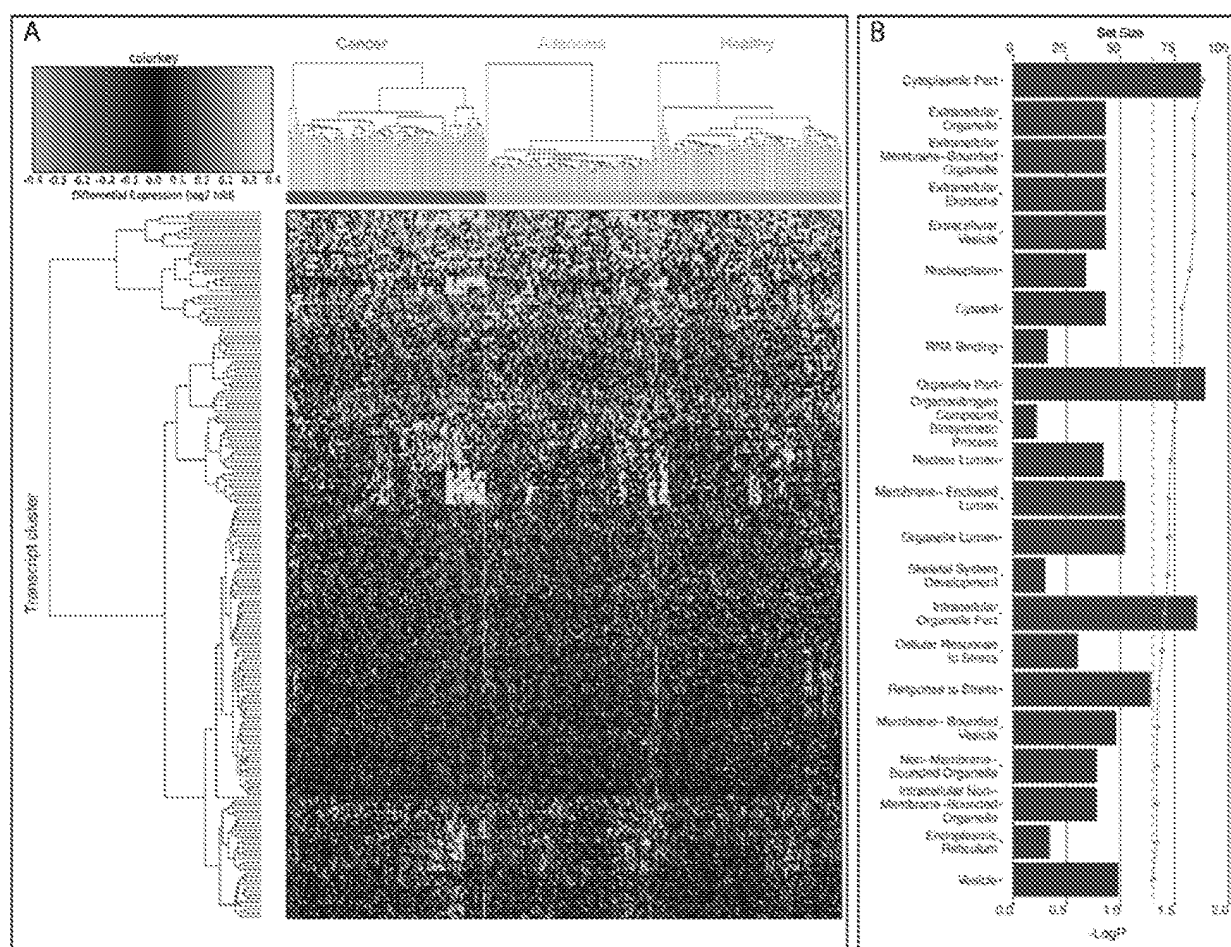 A
colorkey
Differential Expression (log2 fold)
Cancer
Adenoma
Healthy
Transcript cluster
B
Set Size
0 25 50 75 100
Cytoplasmic Part
Extracellular
Organelle
Extracellular
Membrane-Bounded
Organelle
Extracellular
Exosome
Extracellular
Vesicle
Nucleoplasm
Cytosol
RNA Binding
Organelle Part
Organonitrogen
Compound
Biosynthetic
Process
Nuclear Lumen
Membrane-Enclosed
Lumen
Organelle Lumen
Skeletal System
Development
Intracellular
Organelle Part
Cellular Response
to Stress
Response to Stress
Membrane-Bounded
Vesicle
Non-Membrane-
Bounded Organelle
Intracellular Non-
Membrane-Bounded
Organelle
Endoplasmic
Reticulum
Vesicle
0.0 0.5 1.0 1.5 2.0
-LogP